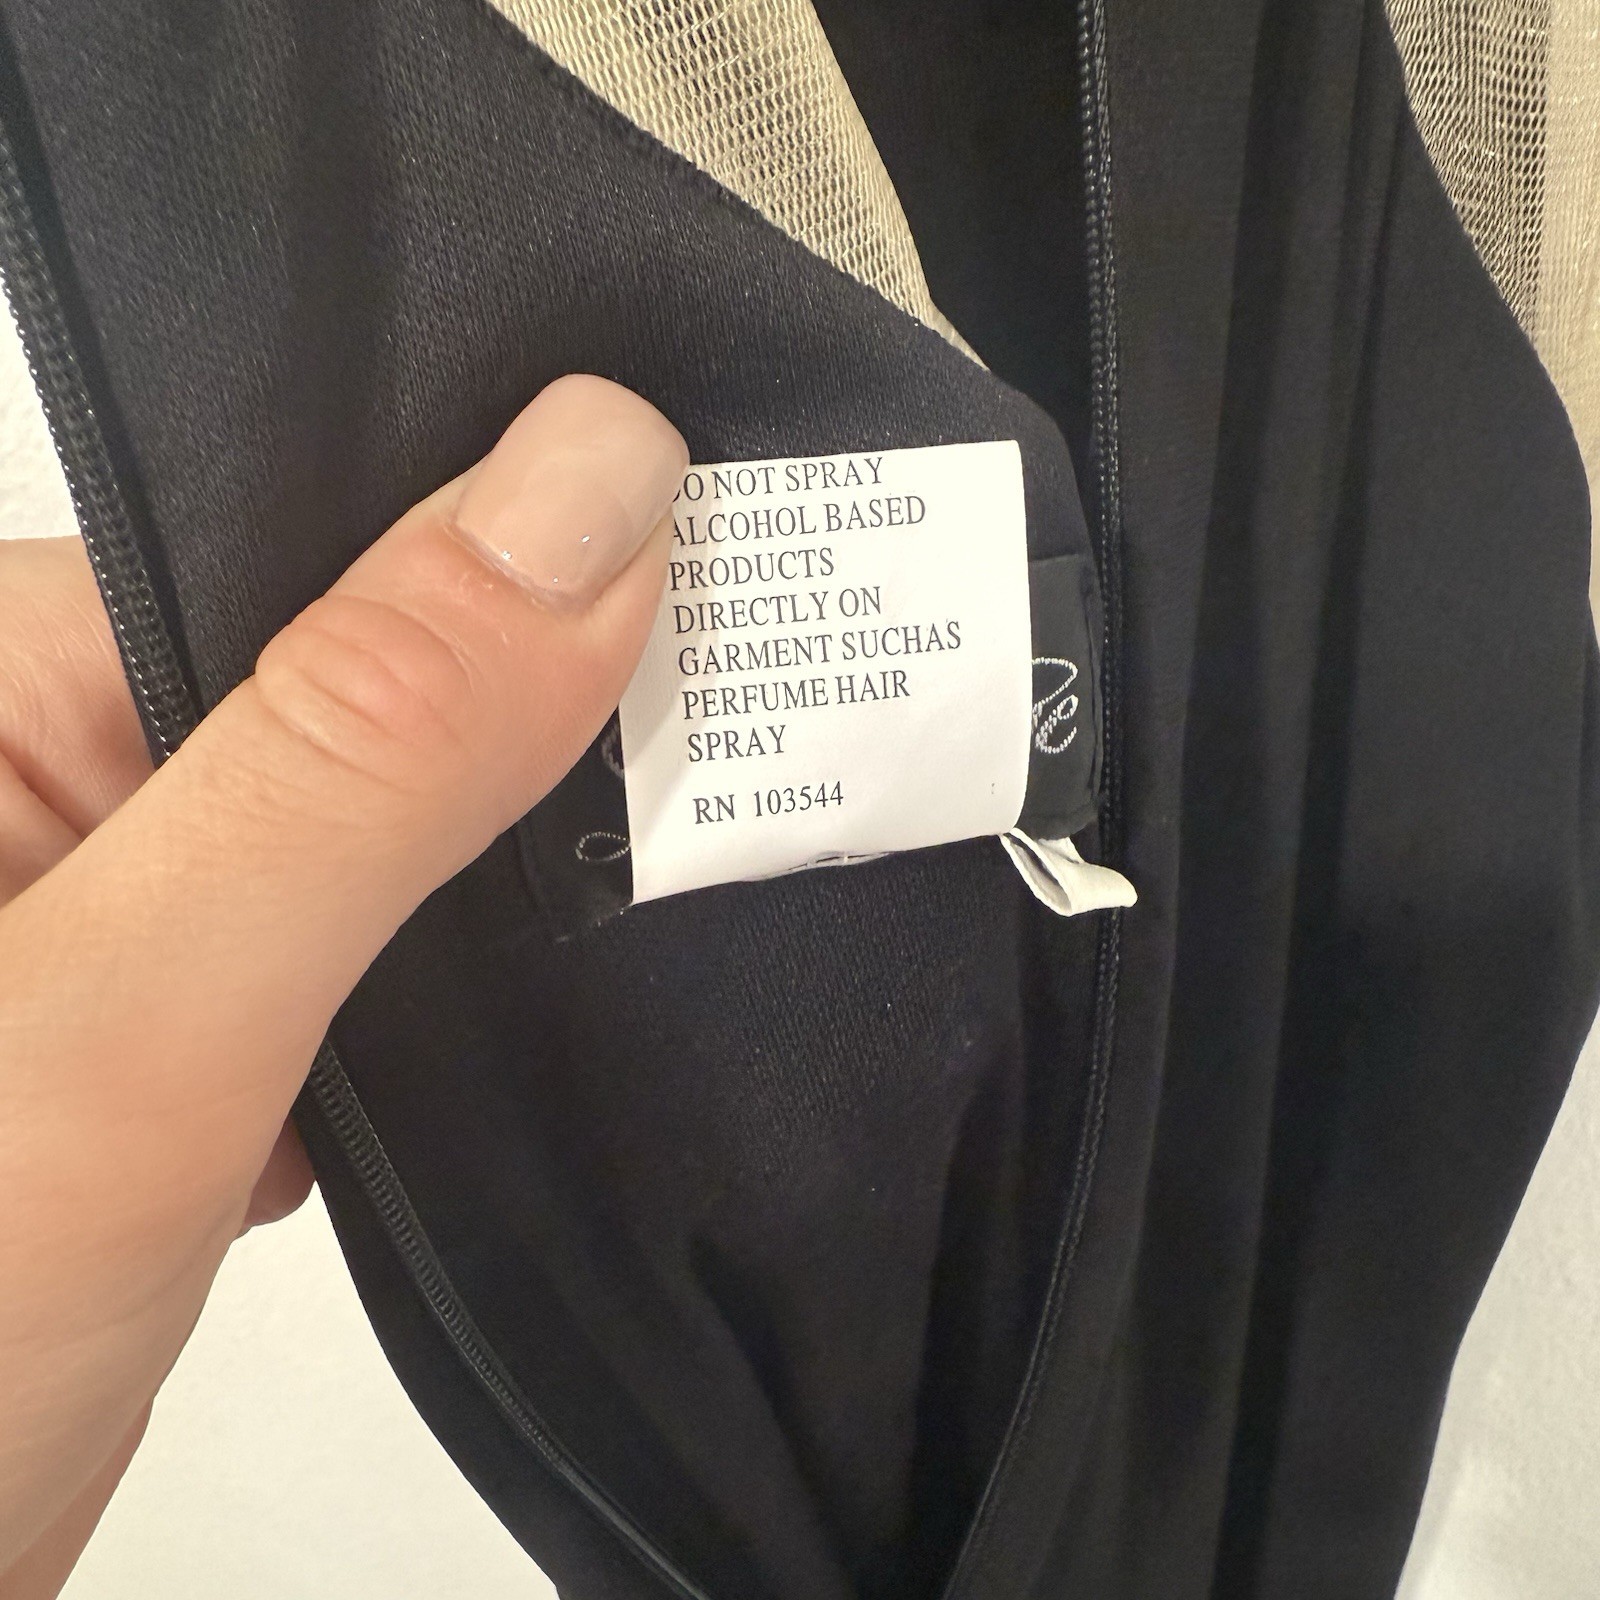 DO NOT SPRAY
ALCOHOL BASED
PRODUCTS
DIRECTLY ON
GARMENT SUCHAS
PERFUME HAIR
SPRAY
RN 103544